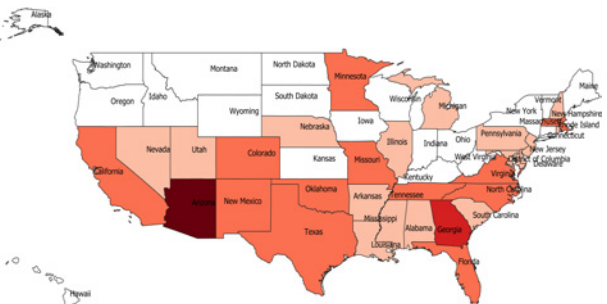 Alaska
Washington
Montana
North Dakota
Minnesota
Maine
Oregon
Idaho
South Dakota
Wisconsin
Michigan
Vermont
New York
New Hampshire
Massachuse
ode Island
Connecticut
Wyoming
Iowa
Nebraska
Illinois
Indiana
Ohio
Pennsylvania
New Jersey
District of Columbia
Delaware
Nevada
Utah
Colorado
Kansas
Missouri
West Virginia
Kentucky
Virginia
California
Arizona
New Mexico
Oklahoma
Arkansas
Tennessee
North Carolina
South Carolina
Texas
Louisiana
Mississippi
Alabama
Georgia
Florida
Hawaii